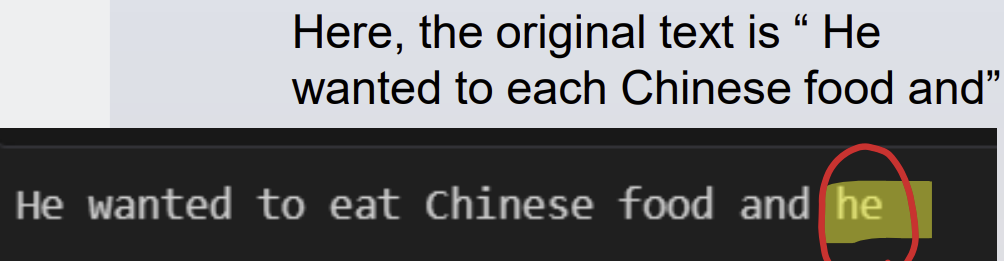 Here, the original text is “ He
wanted to each Chinese food and”
He wanted to eat Chinese food and he